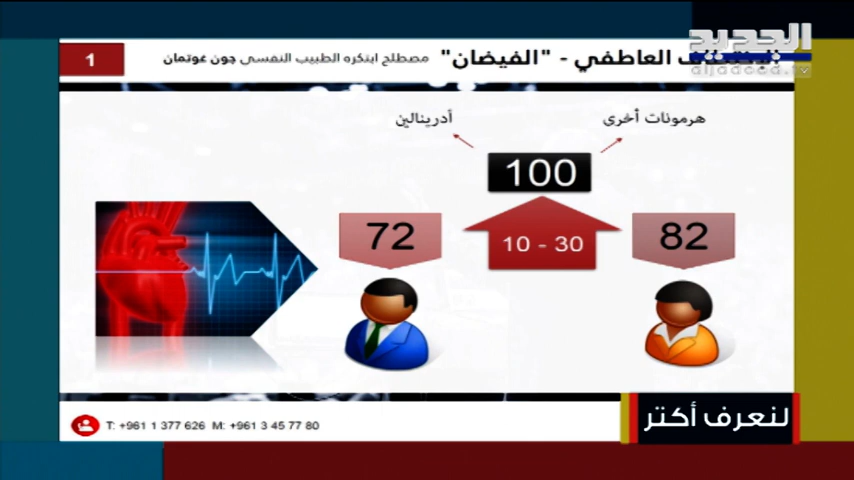 الجديد
aljadeed.tv
1
العاطفي - "الفيضان" مصطلح ابتكره الطبيب النفسي جون غوتمان
هرمونات أخرى
أدرينالين
100
72
10 - 30
82
T: +961 1 377 626 M: +961 3 45 77 80
لنعرف أكتر